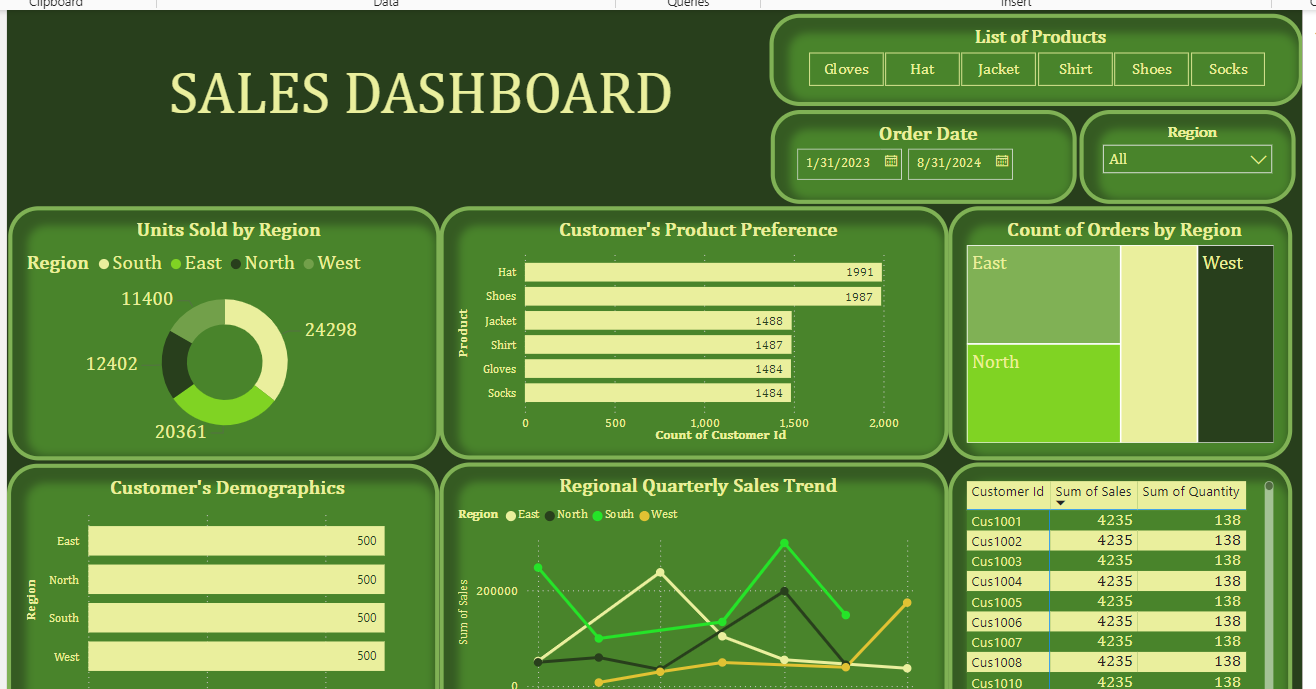 Clipboard Data Queries Insert
SALES DASHBOARD
List of Products
Gloves Hat Jacket Shirt Shoes Socks
Order Date
1/31/2023 8/31/2024
Region
All
Units Sold by Region
Region South East North West
11400
24298
12402
20361
Customer's Product Preference
Product
Hat 1991
Shoes 1987
Jacket 1488
Shirt 1487
Gloves 1484
Socks 1484
0 500 1,000 1,500 2,000
Count of Customer Id
Count of Orders by Region
East
West
North
Customer's Demographics
Region
East 500
North 500
South 500
West 500
Regional Quarterly Sales Trend
Region East North South West
Sum of Sales
200000
0
Customer Id Sum of Sales Sum of Quantity
Cus1001 4235 138
Cus1002 4235 138
Cus1003 4235 138
Cus1004 4235 138
Cus1005 4235 138
Cus1006 4235 138
Cus1007 4235 138
Cus1008 4235 138
Cus1010 4235 138